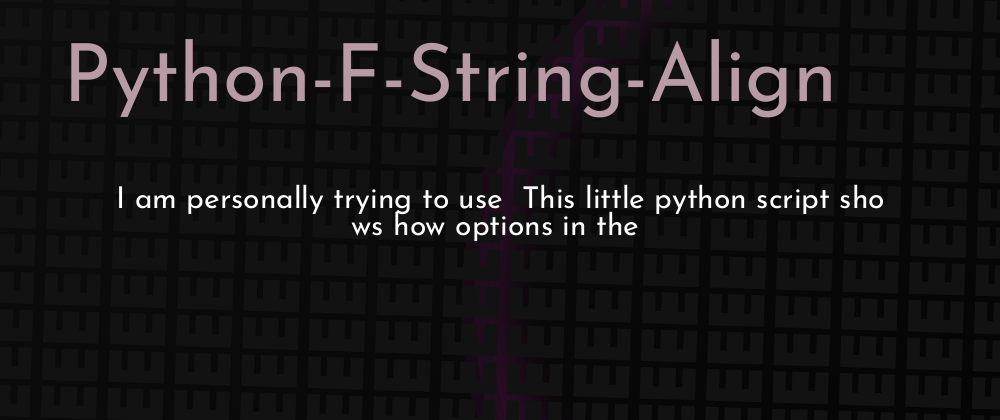 Python-F-String-Align
I am personally trying to use  This little python script sho
ws how options in the